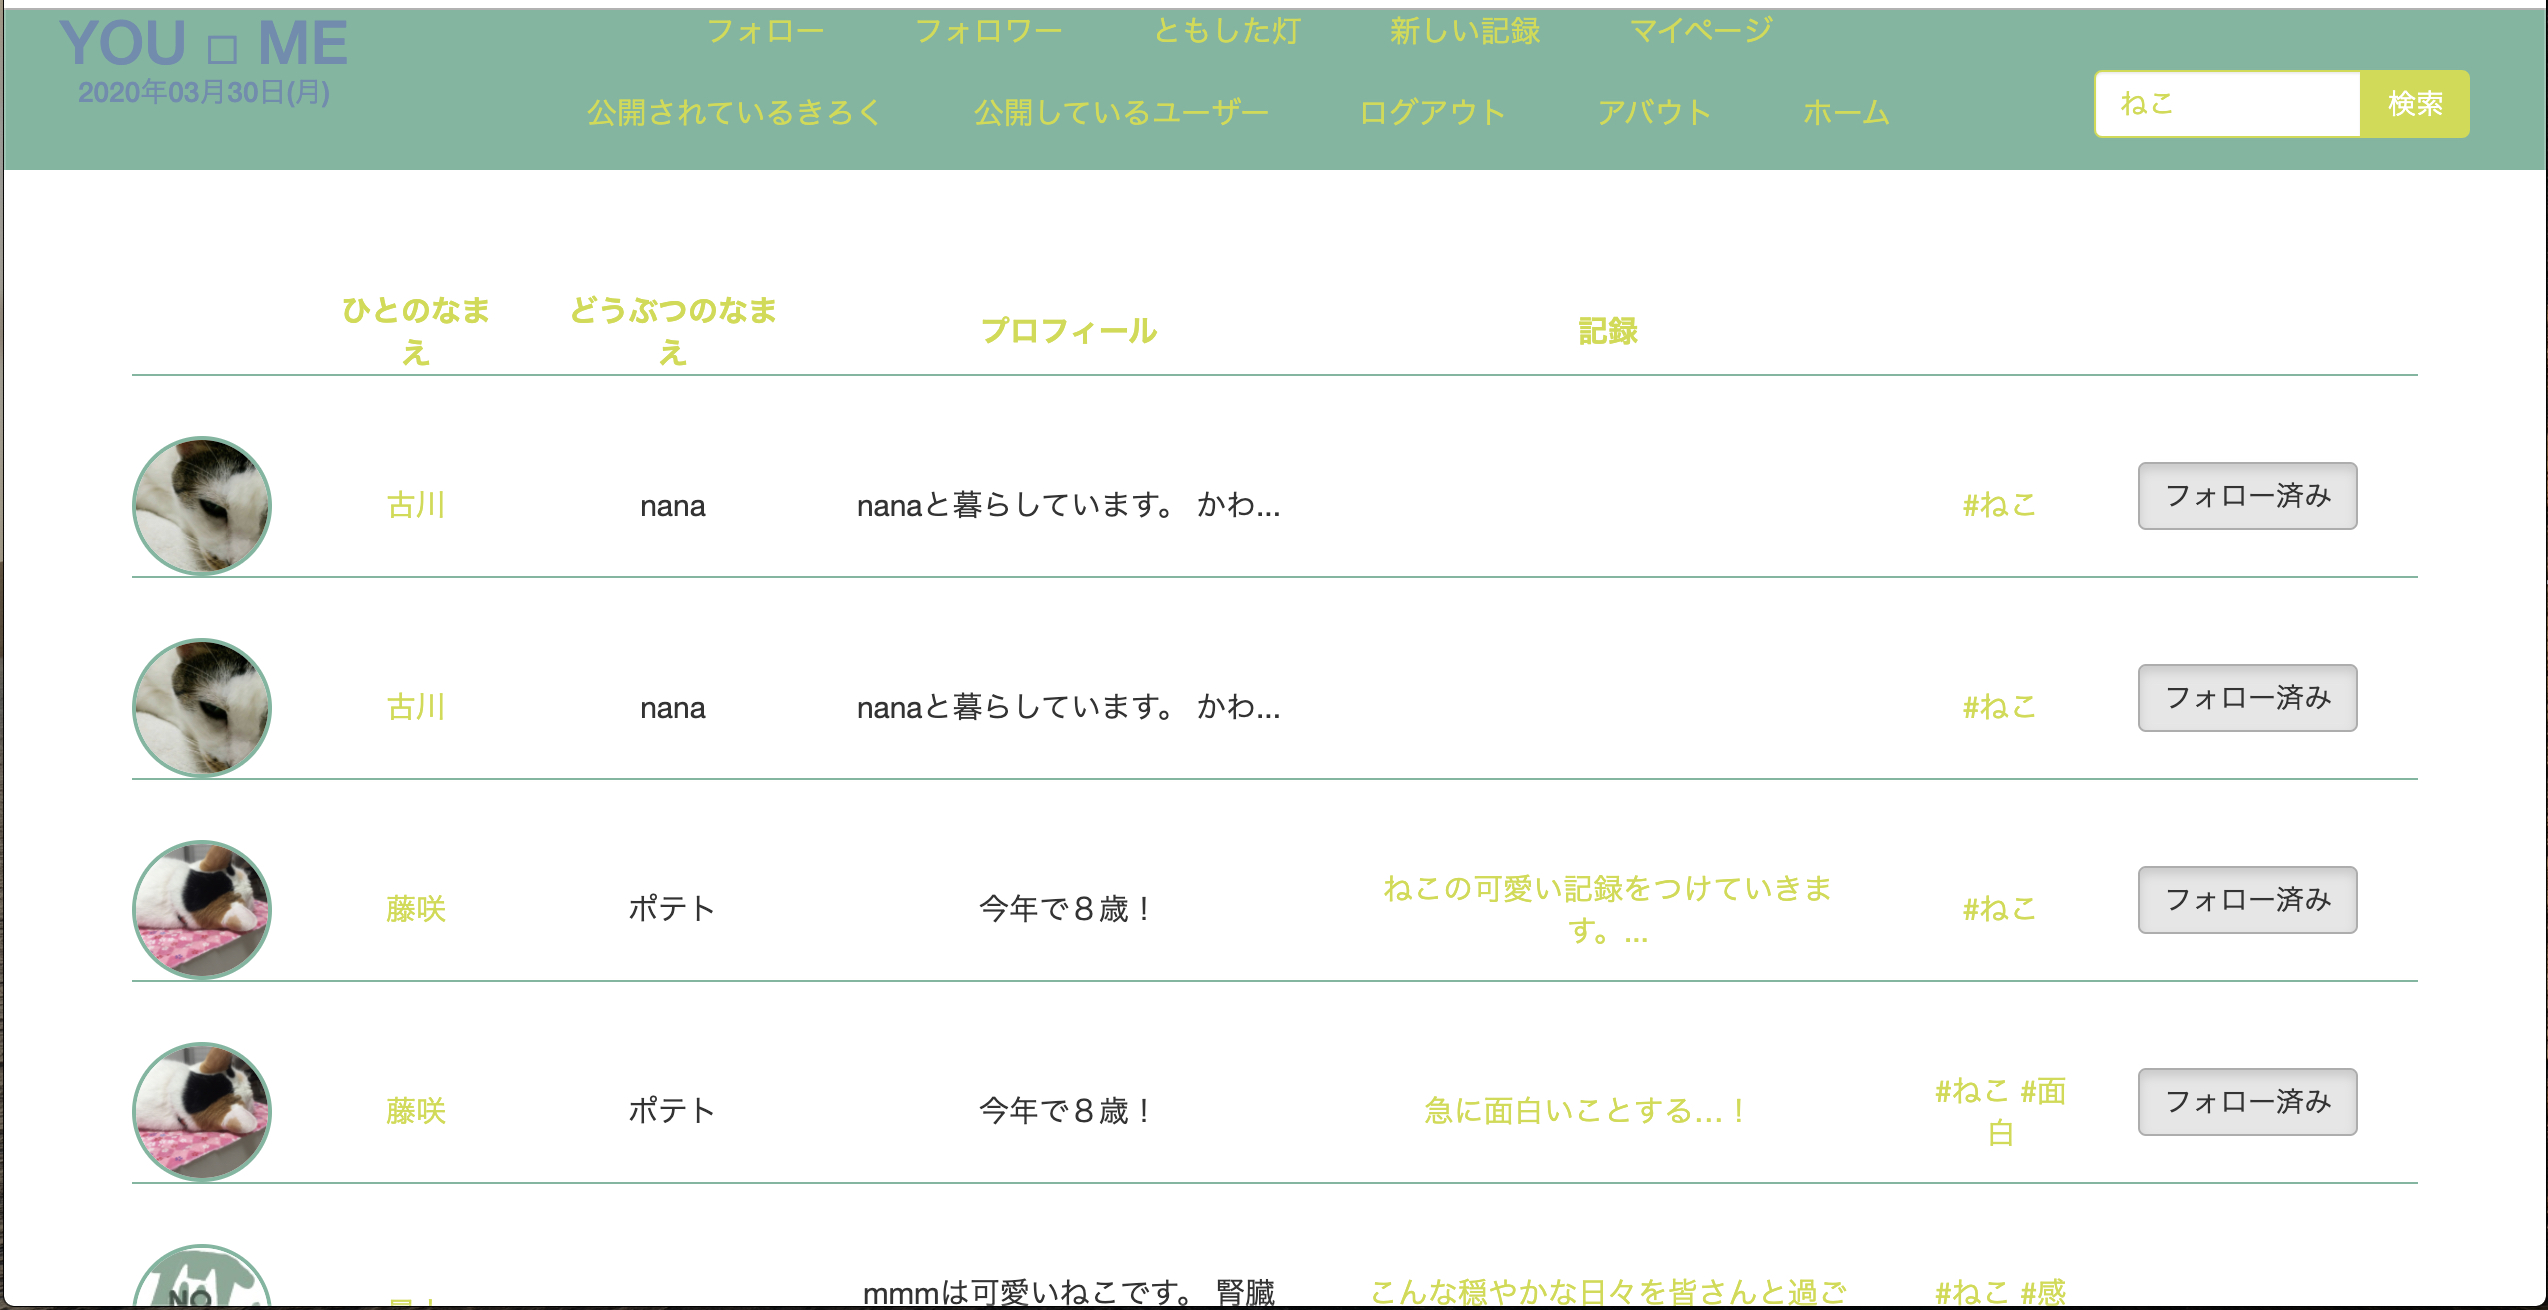 YOU □ ME
2020年03月30日(月)
フォロー フォロワー ともした灯 新しい記録 マイページ
公開されているきろく 公開しているユーザー ログアウト アバウト ホーム
ねこ 検索
ひとのなま
え
どうぶつのなま
え
プロフィール
記録
古川 nana nanaと暮らしています。 かわ... #ねこ フォロー済み
古川 nana nanaと暮らしています。 かわ... #ねこ フォロー済み
藤咲 ポテト 今年で８歳！
ねこの可愛い記録をつけていきま
す。...
#ねこ フォロー済み
藤咲 ポテト 今年で８歳！ 急に面白いことする...！
#ねこ #面
白
フォロー済み
NO
mmmは可愛いねこです。 腎臓
こんな穏やかな日々を皆さんと過ご
#ねこ #感